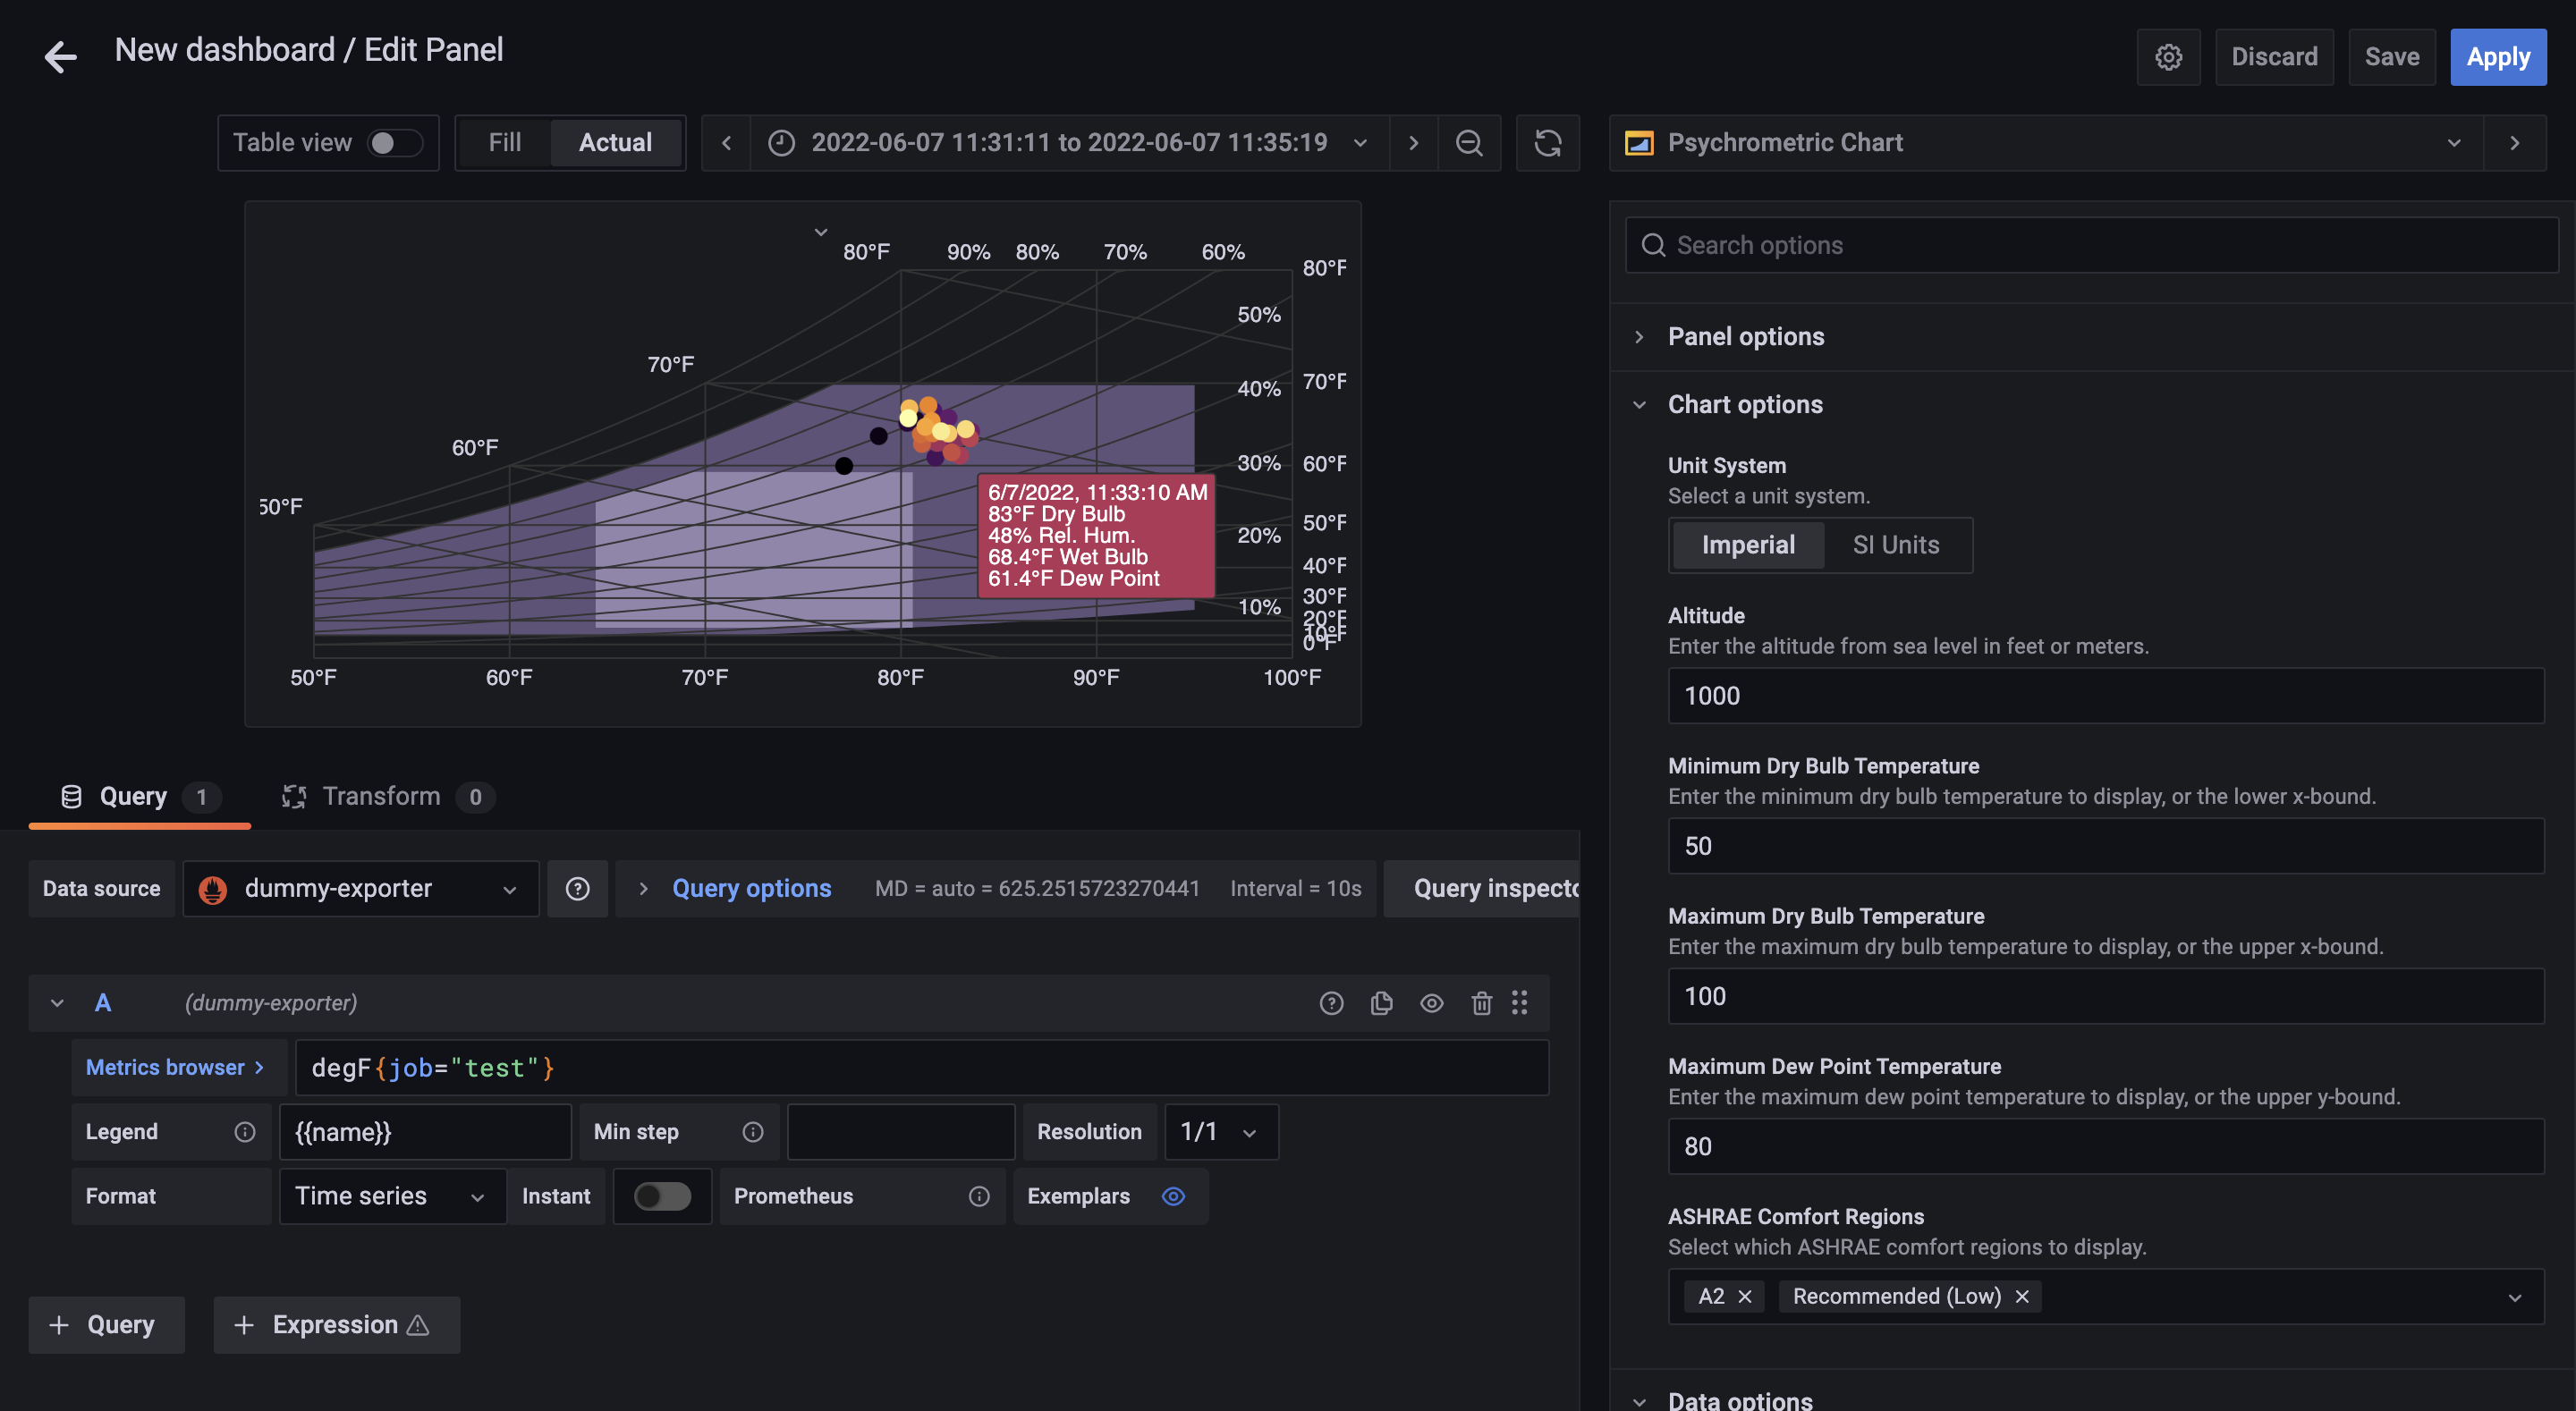 New dashboard / Edit Panel
Discard
Save
Apply
Table view
Fill
Actual
2022-06-07 11:31:11 to 2022-06-07 11:35:19
Psychrometric Chart
80°F 90% 80% 70% 60%
80°F
50%
70°F
70°F
40%
60°F
30% 60°F
50°F
50°F
20%
40°F
30°F
10%
20°F
10°F
0°F
6/7/2022, 11:33:10 AM
83°F Dry Bulb
48% Rel. Hum.
68.4°F Wet Bulb
61.4°F Dew Point
50°F 60°F 70°F 80°F 90°F 100°F
Query 1
Transform 0
Data source
dummy-exporter
Query options MD = auto = 625.2515723270441 Interval = 10s
Query inspecto
A (dummy-exporter)
Metrics browser
degF{job="test"}
Legend
{{name}}
Min step
Resolution
1/1
Format
Time series
Instant
Prometheus
Exemplars
+ Query
+ Expression
Search options
Panel options
Chart options
Unit System
Select a unit system.
Imperial
SI Units
Altitude
Enter the altitude from sea level in feet or meters.
1000
Minimum Dry Bulb Temperature
Enter the minimum dry bulb temperature to display, or the lower x-bound.
50
Maximum Dry Bulb Temperature
Enter the maximum dry bulb temperature to display, or the upper x-bound.
100
Maximum Dew Point Temperature
Enter the maximum dew point temperature to display, or the upper y-bound.
80
ASHRAE Comfort Regions
Select which ASHRAE comfort regions to display.
A2
Recommended (Low)
Data options